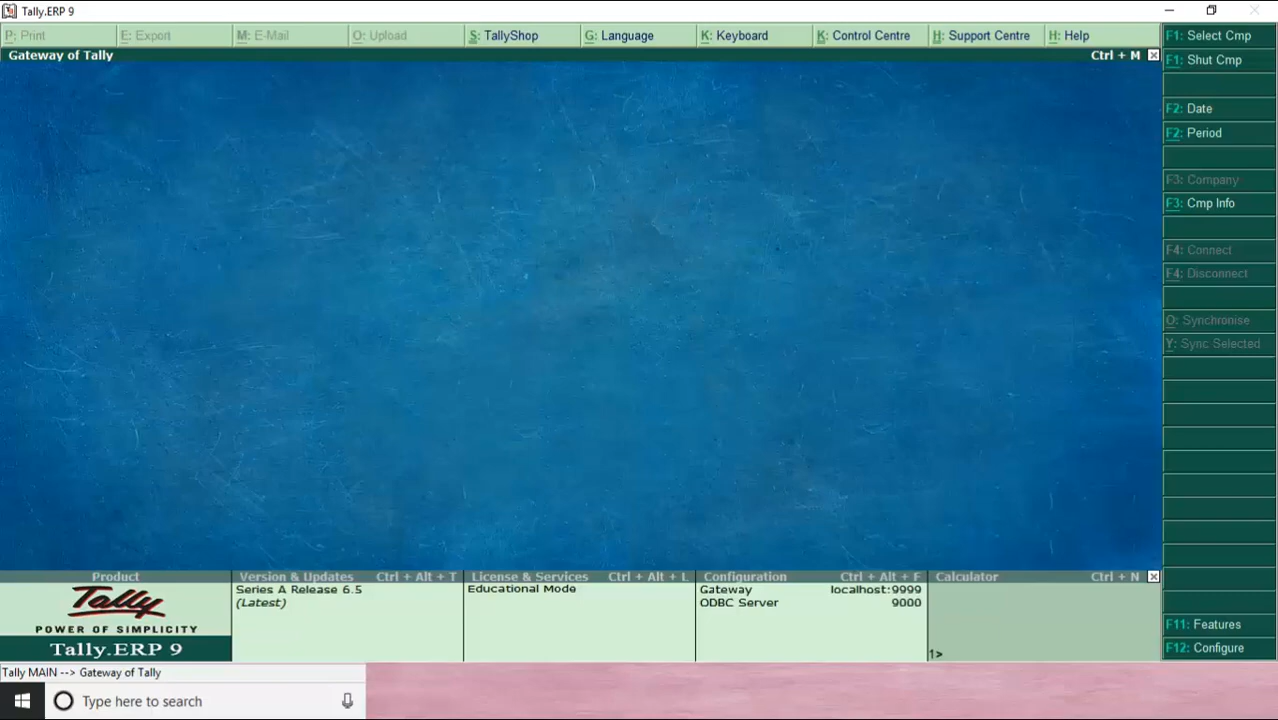 Tally.ERP 9
P: Print
E: Export
M: E-Mail
O: Upload
S: TallyShop
G: Language
K: Keyboard
K: Control Centre
H: Support Centre
H: Help
Gateway of Tally
Ctrl + M
F1: Select Cmp
F1: Shut Cmp
F2: Date
F2: Period
F3: Company
F3: Cmp Info
F4: Connect
F4: Disconnect
O: Synchronise
Y: Sync Selected
F11: Features
F12: Configure
Product
Tally
POWER OF SIMPLICITY
Tally.ERP 9
Version & Updates Ctrl + Alt + T
Series A Release 6.5
(Latest)
License & Services Ctrl + Alt + L
Educational Mode
Configuration Ctrl + Alt + F
Gateway localhost:9999
ODBC Server 9000
Calculator Ctrl + N
1>
Tally MAIN --> Gateway of Tally
Type here to search